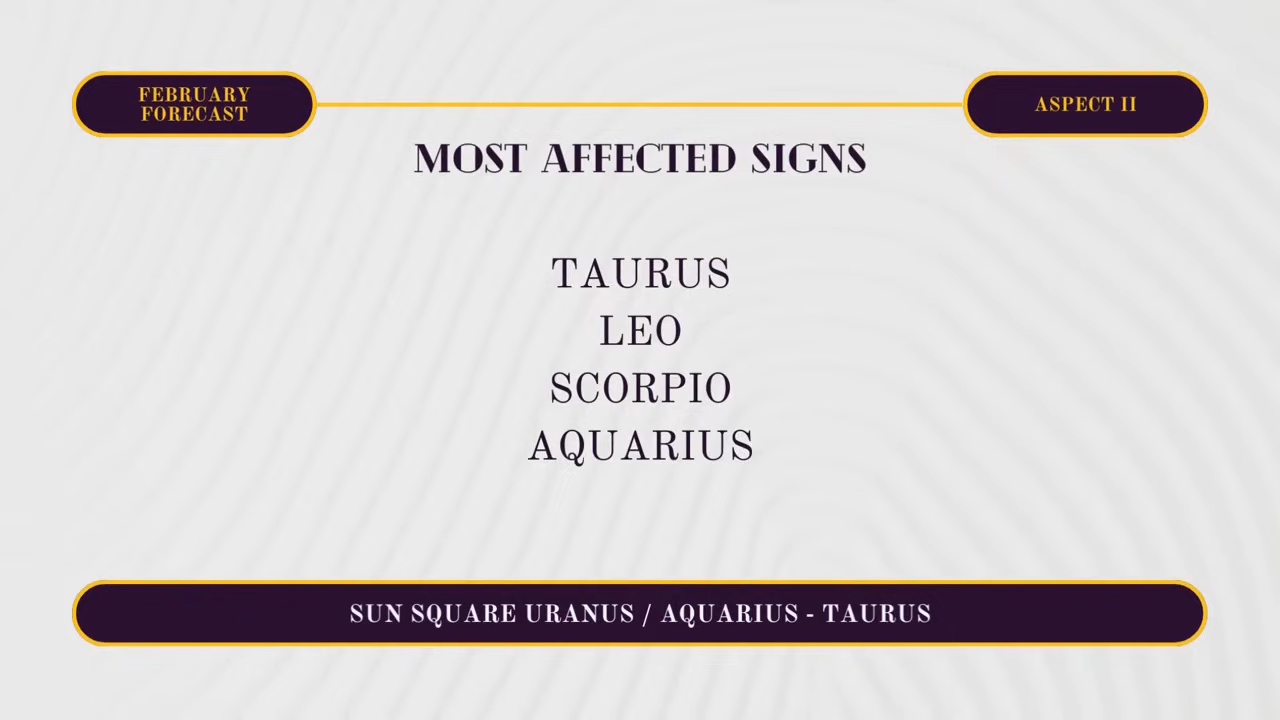 FEBRUARY
FORECAST
ASPECT II
MOST AFFECTED SIGNS
TAURUS
LEO
SCORPIO
AQUARIUS
SUN SQUARE URANUS / AQUARIUS - TAURUS